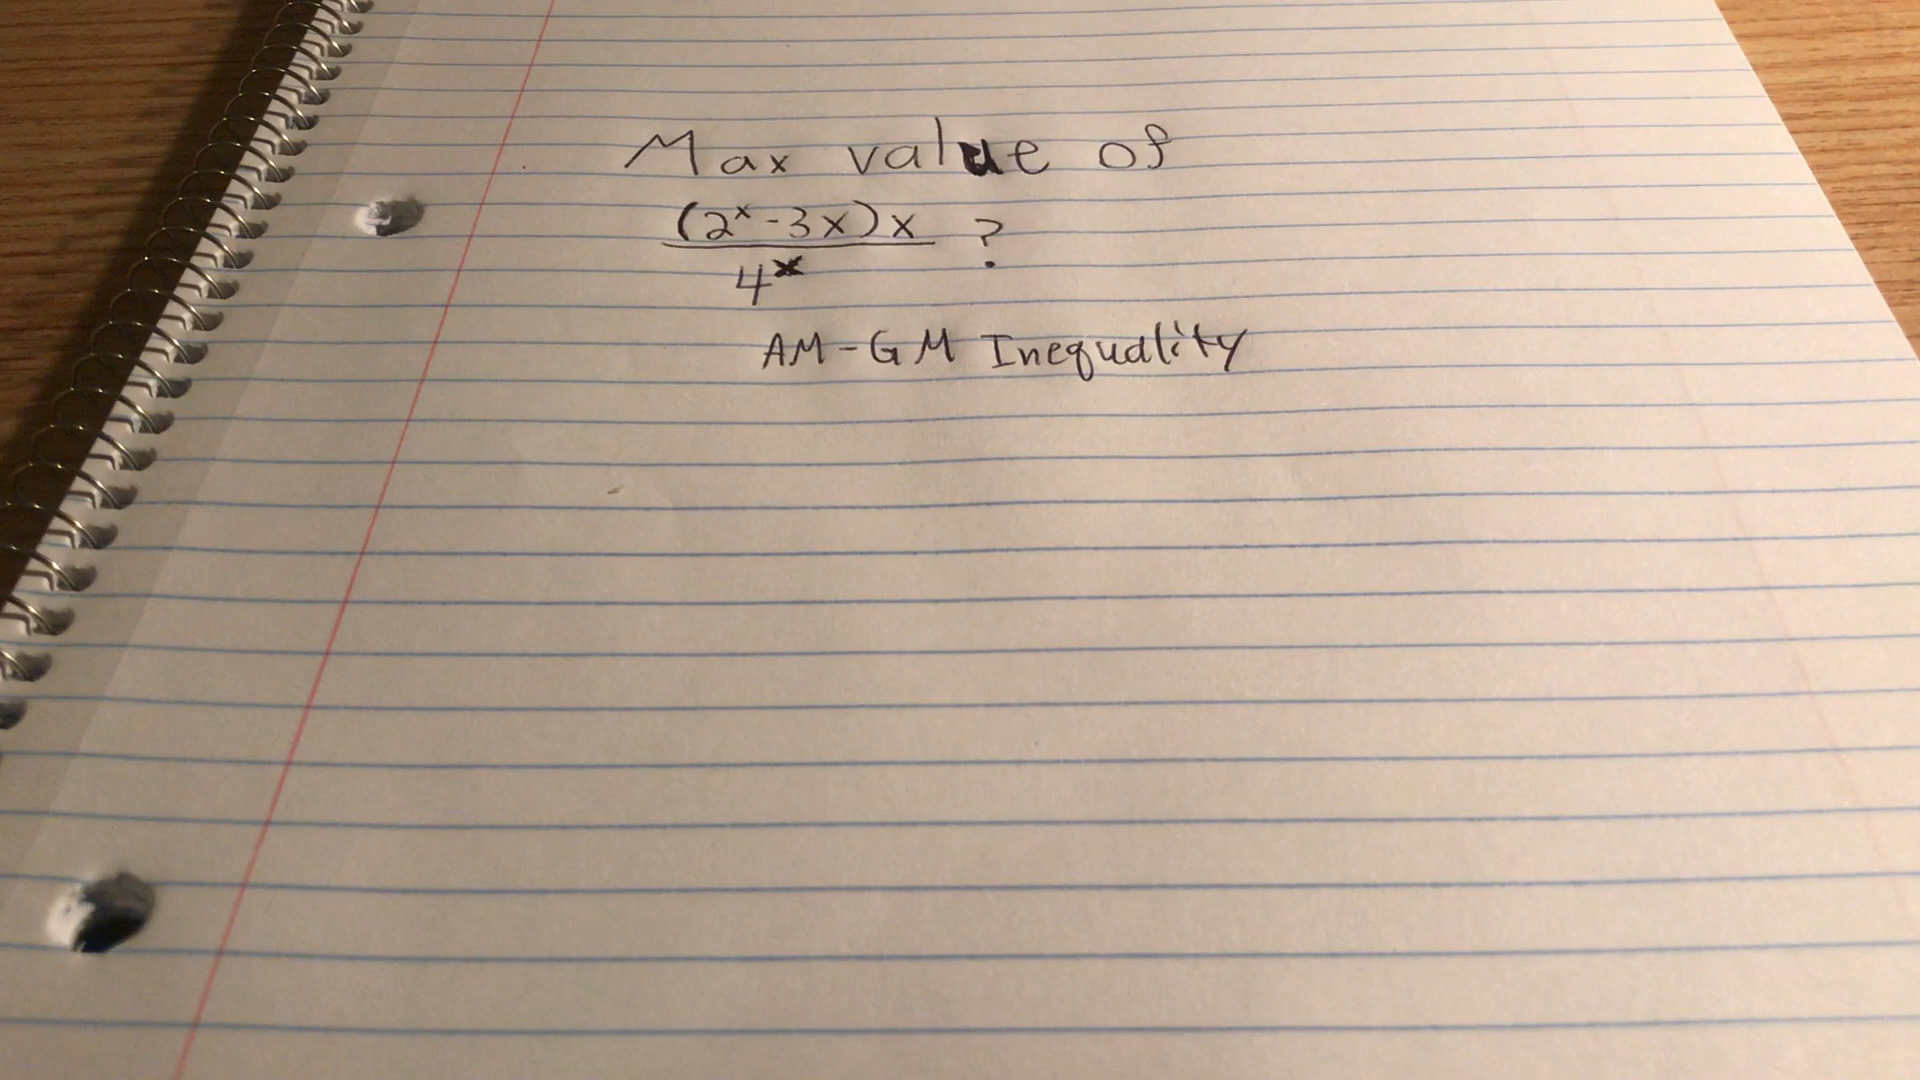 Max value of
(2^x - 3x)x / 4^x ?
AM-GM Inequality